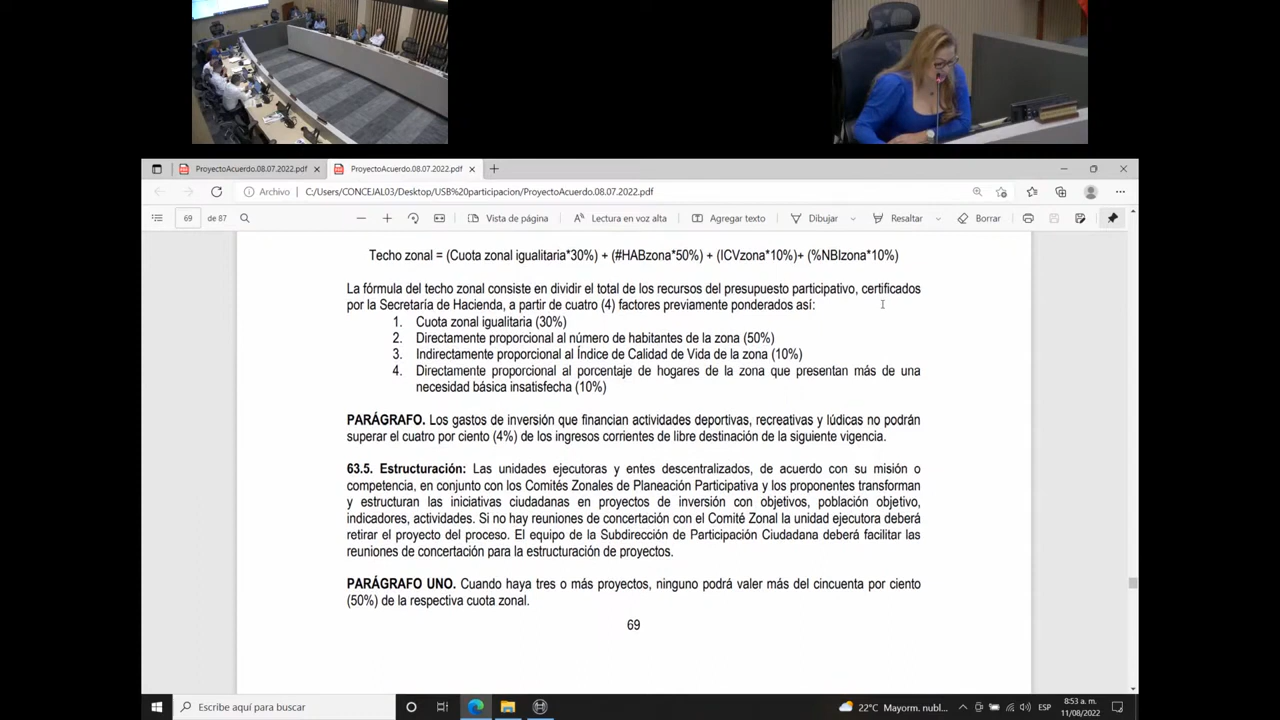 ProyectoAcuerdo.08.07.2022.pdf
ProyectoAcuerdo.08.07.2022.pdf
Archivo
C:/Users/CONCEJAL03/Desktop/USB%20participacion/ProyectoAcuerdo.08.07.2022.pdf
69 de 87
Vista de página
Lectura en voz alta
Agregar texto
Dibujar
Resaltar
Borrar
Techo zonal = (Cuota zonal igualitaria*30%) + (#HABzona*50%) + (ICVzona*10%)+ (%NBIzona*10%)
La fórmula del techo zonal consiste en dividir el total de los recursos del presupuesto participativo, certificados
por la Secretaría de Hacienda, a partir de cuatro (4) factores previamente ponderados así:
1. Cuota zonal igualitaria (30%)
2. Directamente proporcional al número de habitantes de la zona (50%)
3. Indirectamente proporcional al Índice de Calidad de Vida de la zona (10%)
4. Directamente proporcional al porcentaje de hogares de la zona que presentan más de una
necesidad básica insatisfecha (10%)
PARÁGRAFO. Los gastos de inversión que financian actividades deportivas, recreativas y lúdicas no podrán
superar el cuatro por ciento (4%) de los ingresos corrientes de libre destinación de la siguiente vigencia.
63.5. Estructuración: Las unidades ejecutoras y entes descentralizados, de acuerdo con su misión o
competencia, en conjunto con los Comités Zonales de Planeación Participativa y los proponentes transforman
y estructuran las iniciativas ciudadanas en proyectos de inversión con objetivos, población objetivo,
indicadores, actividades. Si no hay reuniones de concertación con el Comité Zonal la unidad ejecutora deberá
retirar el proyecto del proceso. El equipo de la Subdirección de Participación Ciudadana deberá facilitar las
reuniones de concertación para la estructuración de proyectos.
PARÁGRAFO UNO. Cuando haya tres o más proyectos, ninguno podrá valer más del cincuenta por ciento
(50%) de la respectiva cuota zonal.
69
Escribe aquí para buscar
22°C Mayorm. nubl...
ESP
8:53 a. m.
11/08/2022